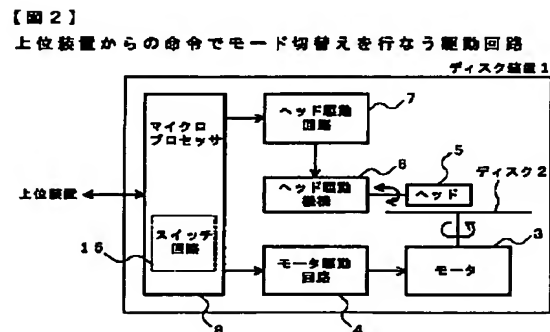 【図２】
上位装置からの命令でモード切替えを行なう駆動回路
ディスク装置１
マイクロ
プロセッサ
ヘッド駆動
回路
7
ヘッド駆動
機構
6
5
ヘッド
ディスク２
上位装置
スイッチ
回路
16
モータ駆動
回路
モータ
3
8
4